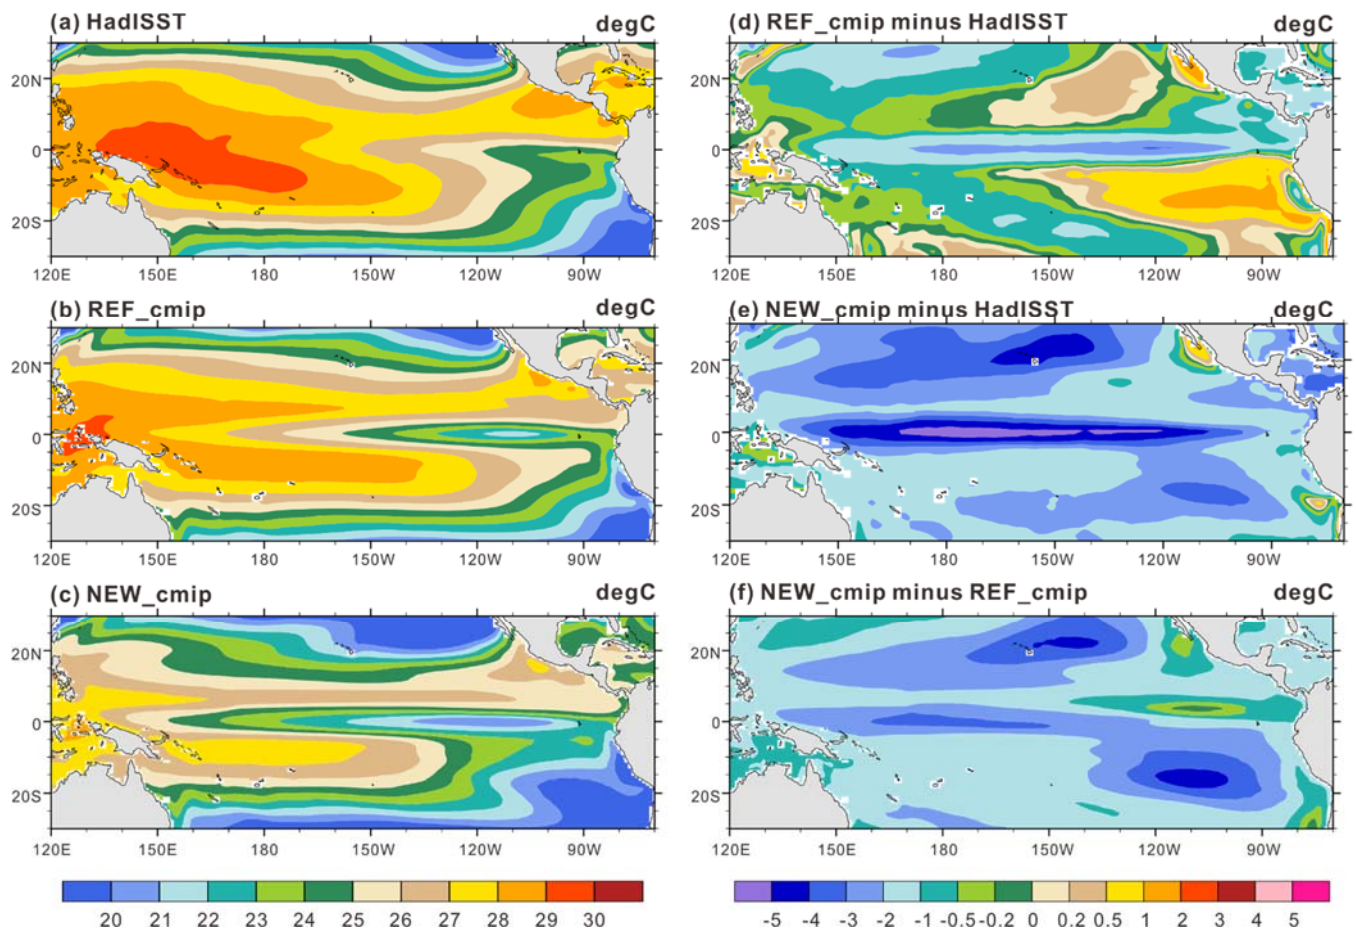 (a) HadISST degC
20N
0
20S
120E 150E 180 150W 120W 90W
(b) REF_cmip degC
20N
0
20S
120E 150E 180 150W 120W 90W
(c) NEW_cmip degC
20N
0
20S
120E 150E 180 150W 120W 90W
20 21 22 23 24 25 26 27 28 29 30
(d) REF_cmip minus HadISST degC
20N
0
20S
120E 150E 180 150W 120W 90W
(e) NEW_cmip minus HadISST degC
20N
0
20S
120E 150E 180 150W 120W 90W
(f) NEW_cmip minus REF_cmip degC
20N
0
20S
120E 150E 180 150W 120W 90W
-5 -4 -3 -2 -1 -0.5 -0.2 0 0.2 0.5 1 2 3 4 5